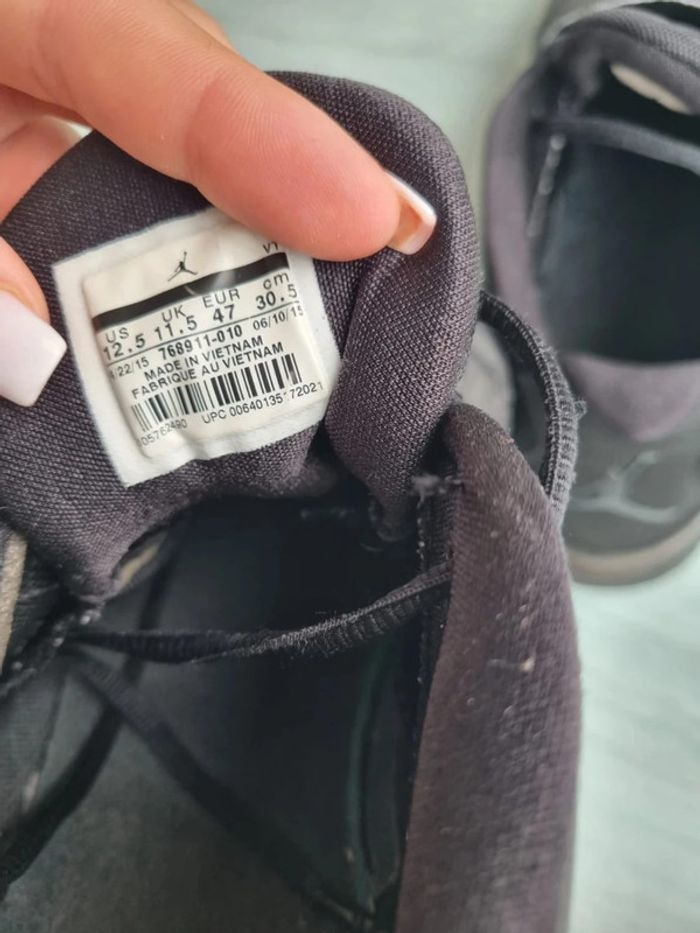 US UK EUR cm
12.5 11.5 47 30.5
768911-010 06/10/15
MADE IN VIETNAM
FABRIQUE AU VIETNAM
UPC